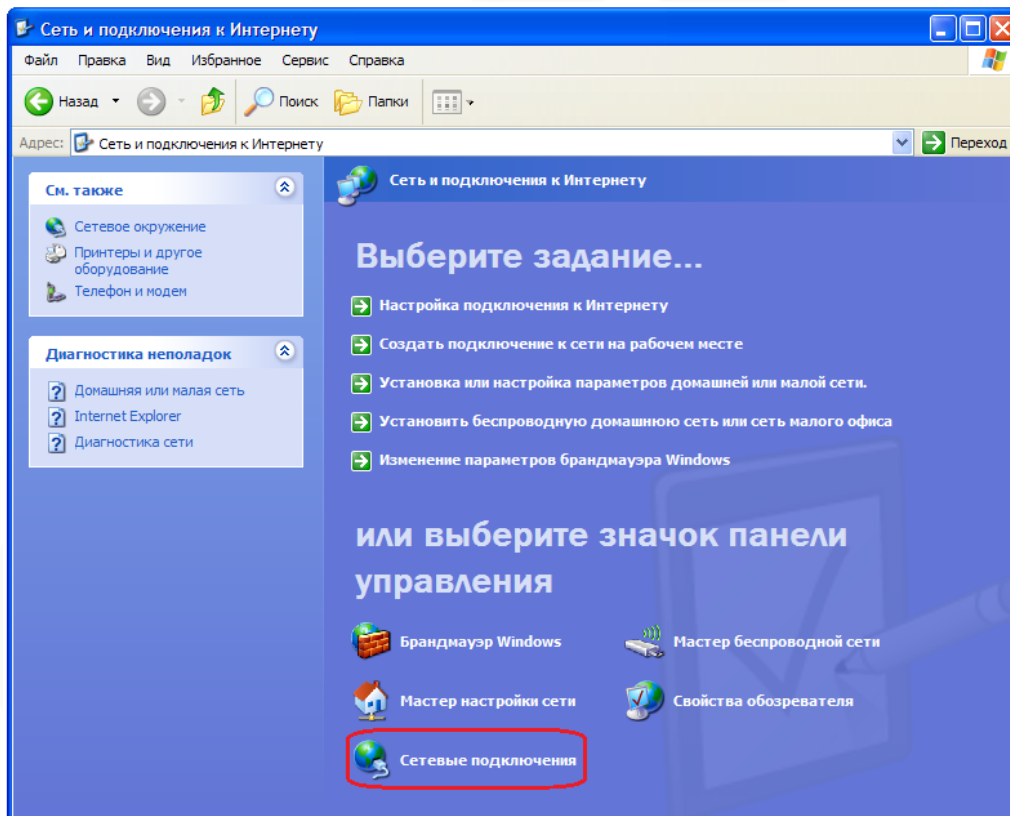 Сеть и подключения к Интернету
Файл Правка Вид Избранное Сервис Справка
Назад Поиск Папки
Адрес: Сеть и подключения к Интернету Переход
См. также
Сетевое окружение
Принтеры и другое
оборудование
Телефон и модем
Диагностика неполадок
Домашняя или малая сеть
Internet Explorer
Диагностика сети
Сеть и подключения к Интернету
Выберите задание...
Настройка подключения к Интернету
Создать подключение к сети на рабочем месте
Установка или настройка параметров домашней или малой сети.
Установить беспроводную домашнюю сеть или сеть малого офиса
Изменение параметров брандмауэра Windows
или выберите значок панели
управления
Брандмауэр Windows Мастер беспроводной сети
Мастер настройки сети Свойства обозревателя
Сетевые подключения